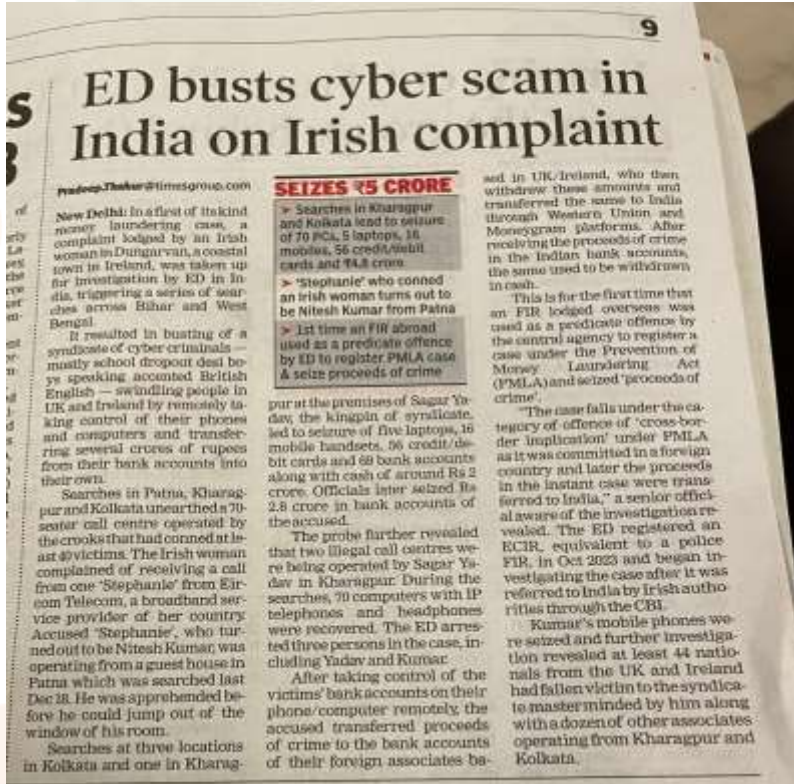 9
ED busts cyber scam in
India on Irish complaint
Pradeep.Thakur@timesgroup.com
New Delhi: In a first of its kind
money laundering case, a
complaint lodged by an Irish
woman in Dungarvan, a coastal
town in Ireland, was taken up
for investigation by ED in In-
dia, triggering a series of sear-
ches across Bihar and West
Bengal.
It resulted in busting of a
syndicate of cyber criminals —
mostly school dropout desi bo-
ys speaking accented British
English — swindling people in
UK and Ireland by remotely ta-
king control of their phones
and computers and transfer-
ring several crores of rupees
from their bank accounts into
their own.
Searches in Patna, Kharag-
pur and Kolkata unearthed a 70-
seater call centre operated by
the crooks that had conned at le-
ast 40 victims. The Irish woman
complained of receiving a call
from one 'Stephanie' from Eir-
com Telecom, a broadband ser-
vice provider of her country.
Accused 'Stephanie', who tur-
ned out to be Nitesh Kumar, was
operating from a guest house in
Patna which was searched last
Dec 18. He was apprehended be-
fore he could jump out of the
window of his room.
Searches at three locations
in Kolkata and one in Kharag-
SEIZES ₹5 CRORE
➤ Searches in Kharagpur
and Kolkata lead to seizure
of 70 PCs, 5 laptops, 16
mobiles, 56 credit/debit
cards and ₹4.8 crore
➤ 'Stephanie' who conned
an Irish woman turns out to
be Nitesh Kumar from Patna
➤ 1st time an FIR abroad
used as a predicate offence
by ED to register PMLA case
& seize proceeds of crime
pur at the premises of Sagar Ya-
dav, the kingpin of syndicate,
led to seizure of five laptops, 16
mobile handsets, 56 credit/de-
bit cards and 69 bank accounts
along with cash of around Rs 2
crore. Officials later seized Rs
2.8 crore in bank accounts of
the accused.
The probe further revealed
that two illegal call centres we-
re being operated by Sagar Ya-
dav in Kharagpur. During the
searches, 70 computers with IP
telephones and headphones
were recovered. The ED arres-
ted three persons in the case, in-
cluding Yadav and Kumar.
After taking control of the
victims' bank accounts on their
phone/computer remotely, the
accused transferred proceeds
of crime to the bank accounts
of their foreign associates ba-
sed in UK/Ireland, who then
withdrew these amounts and
transferred the same to India
through Western Union and
Moneygram platforms. After
receiving the proceeds of crime
in the Indian bank accounts,
the same used to be withdrawn
in cash.
This is for the first time that
an FIR lodged overseas was
used as a predicate offence by
the central agency to register a
case under the Prevention of
Money Laundering Act
(PMLA) and seized 'proceeds of
crime'.
"The case falls under the ca-
tegory of offence of 'cross-bor-
der implication' under PMLA
as it was committed in a foreign
country and later the proceeds
in the instant case were trans-
ferred to India," a senior offici-
al aware of the investigation re-
vealed. The ED registered an
ECIR, equivalent to a police
FIR, in Oct 2023 and began in-
vestigating the case after it was
referred to India by Irish autho-
rities through the CBI.
Kumar's mobile phones we-
re seized and further investiga-
tion revealed at least 44 natio-
nals from the UK and Ireland
had fallen victim to the syndica-
te masterminded by him along
with a dozen of other associates
operating from Kharagpur and
Kolkata.